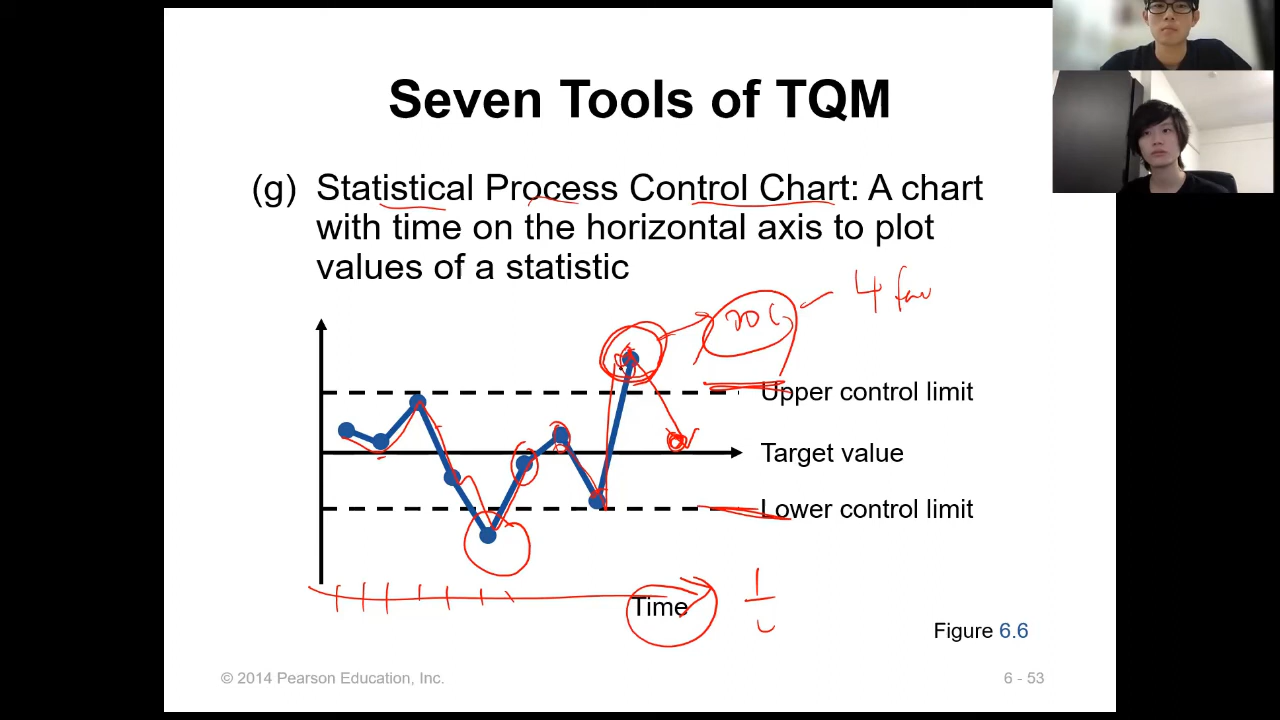 Seven Tools of TQM
(g) Statistical Process Control Chart: A chart
with time on the horizontal axis to plot
values of a statistic
4
Upper control limit
Target value
Lower control limit
Time
Figure 6.6
© 2014 Pearson Education, Inc.
6 - 53